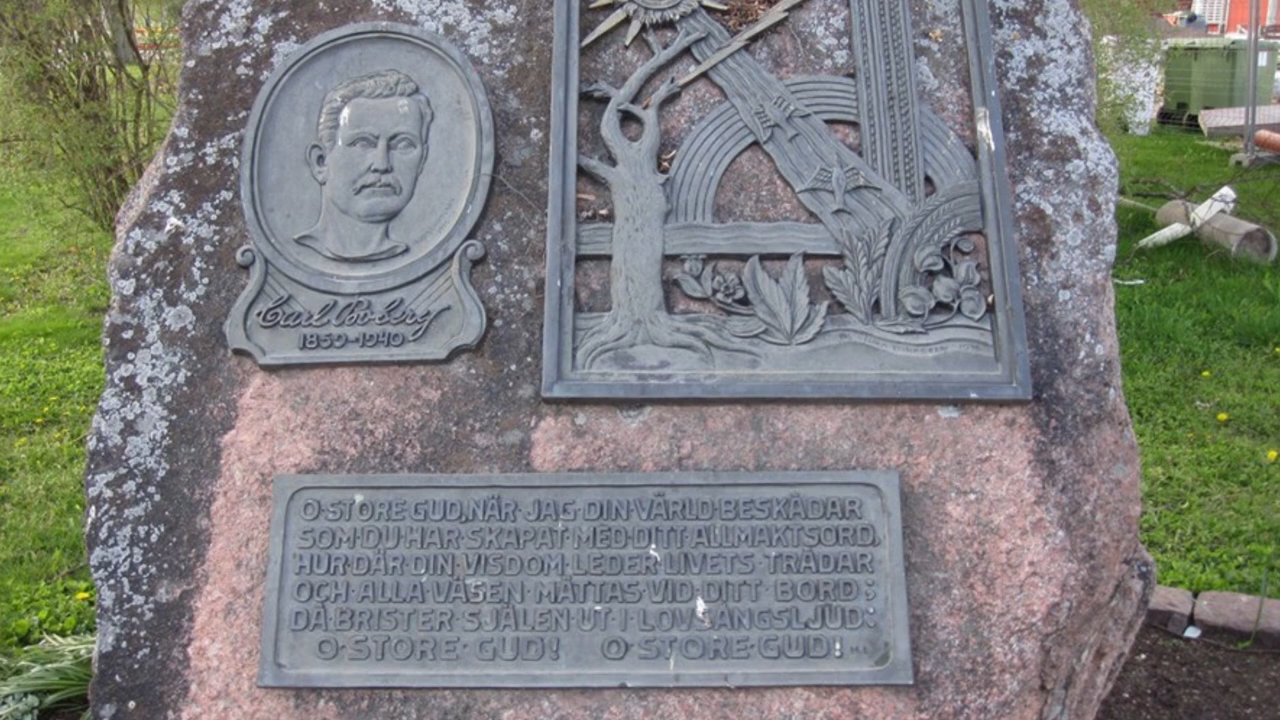 Carl Boberg
1859-1940
O·STORE GUD, NÄR JAG DIN VÄRLD BESKÅDAR
SOM·DU·HAR·SKAPAT·MED·DITT·ALLMAKTSORD,
HUR DÄR DIN VISDOM·LEDER LIVETS TRÅDAR
OCH·ALLA VÄSEN·MÄTTAS·VID·DITT·BORD:
DÅ·BRISTER·SJÄLEN·UT·I·LOVSÅNGSLJUD:
O·STORE·GUD! O·STORE·GUD!